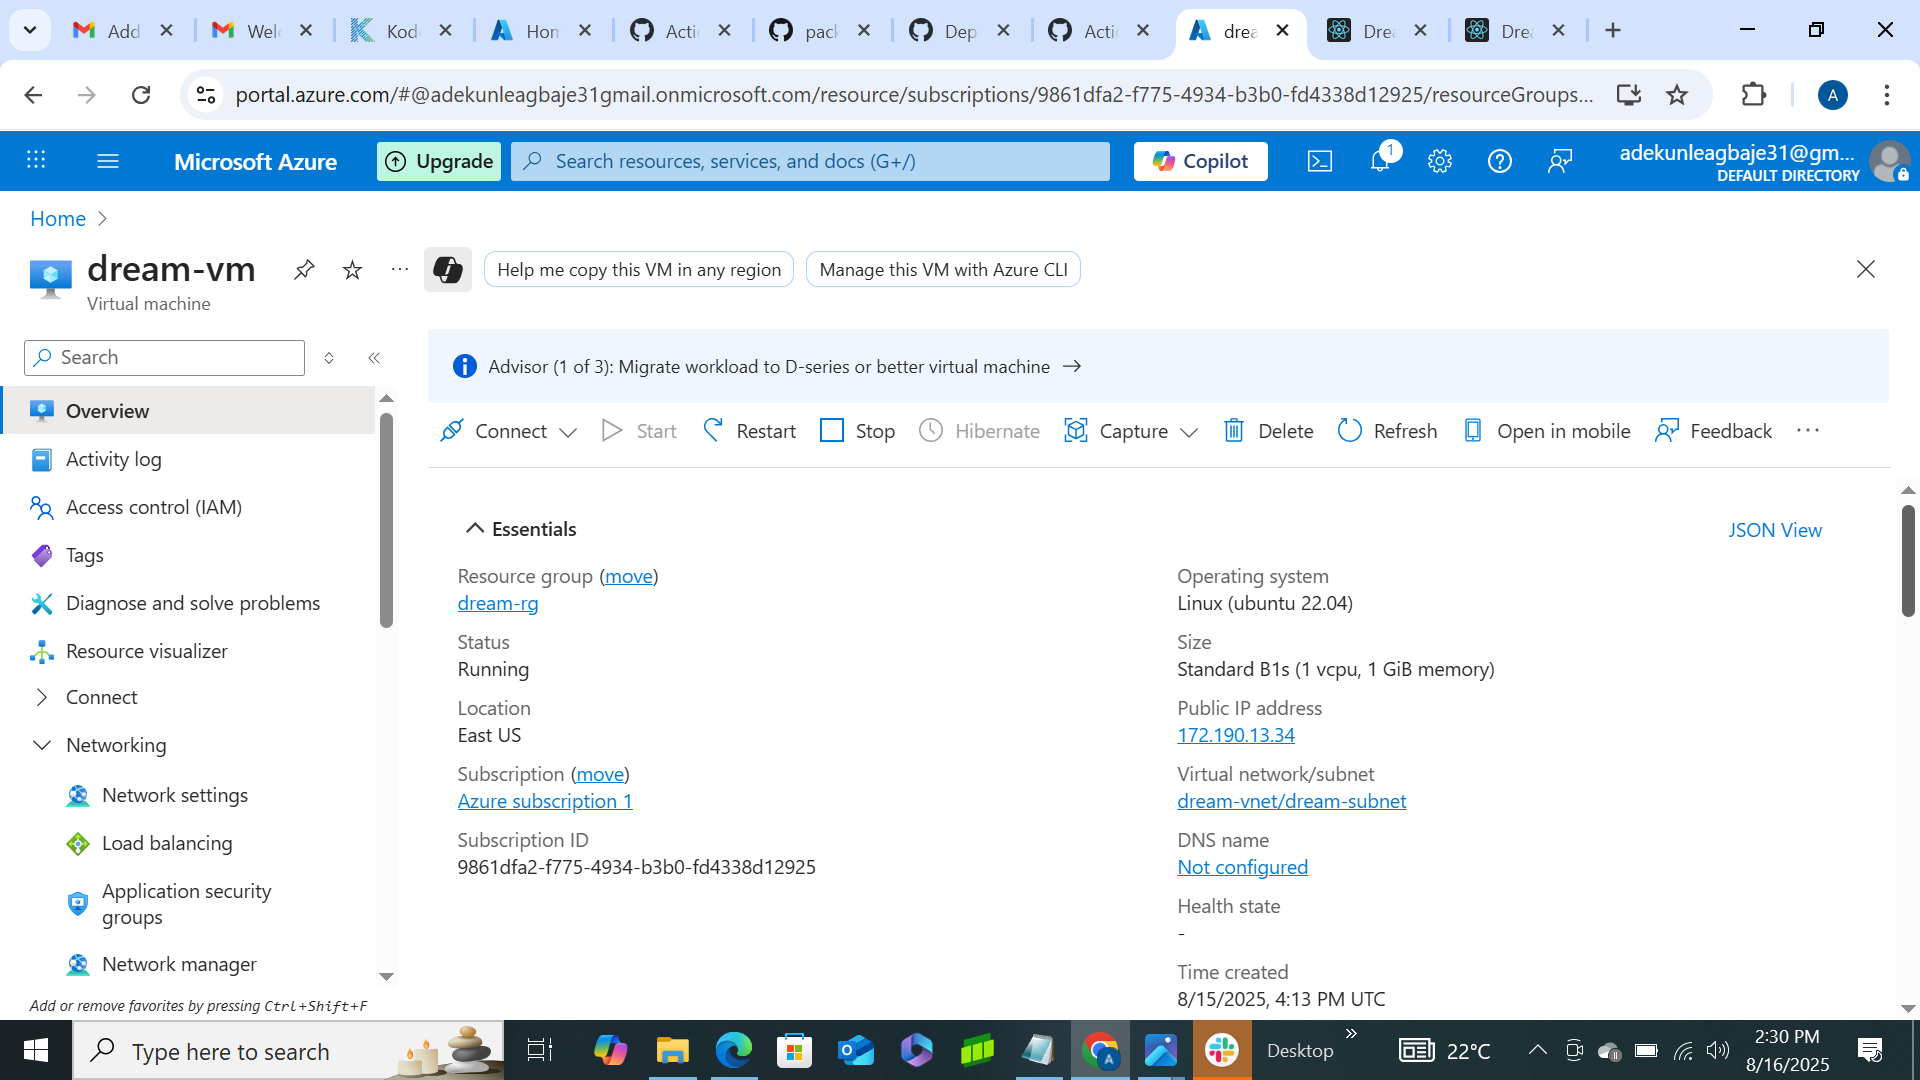 Add
Wel
Kod
Hon
Acti
pack
Dep
Acti
drea
Drea
Drea
portal.azure.com/#@adekunleagbaje31gmail.onmicrosoft.com/resource/subscriptions/9861dfa2-f775-4934-b3b0-fd4338d12925/resourceGroups...
A
Microsoft Azure
Upgrade
Search resources, services, and docs (G+/)
Copilot
1
adekunleagbaje31@gm...
DEFAULT DIRECTORY
Home
dream-vm
Virtual machine
Help me copy this VM in any region
Manage this VM with Azure CLI
Search
Overview
Activity log
Access control (IAM)
Tags
Diagnose and solve problems
Resource visualizer
Connect
Networking
Network settings
Load balancing
Application security
groups
Network manager
Add or remove favorites by pressing Ctrl+Shift+F
Advisor (1 of 3): Migrate workload to D-series or better virtual machine
Connect
Start
Restart
Stop
Hibernate
Capture
Delete
Refresh
Open in mobile
Feedback
Essentials
JSON View
Resource group (move)
dream-rg
Status
Running
Location
East US
Subscription (move)
Azure subscription 1
Subscription ID
9861dfa2-f775-4934-b3b0-fd4338d12925
Operating system
Linux (ubuntu 22.04)
Size
Standard B1s (1 vcpu, 1 GiB memory)
Public IP address
172.190.13.34
Virtual network/subnet
dream-vnet/dream-subnet
DNS name
Not configured
Health state
-
Time created
8/15/2025, 4:13 PM UTC
Type here to search
A
Desktop
22°C
2:30 PM
8/16/2025